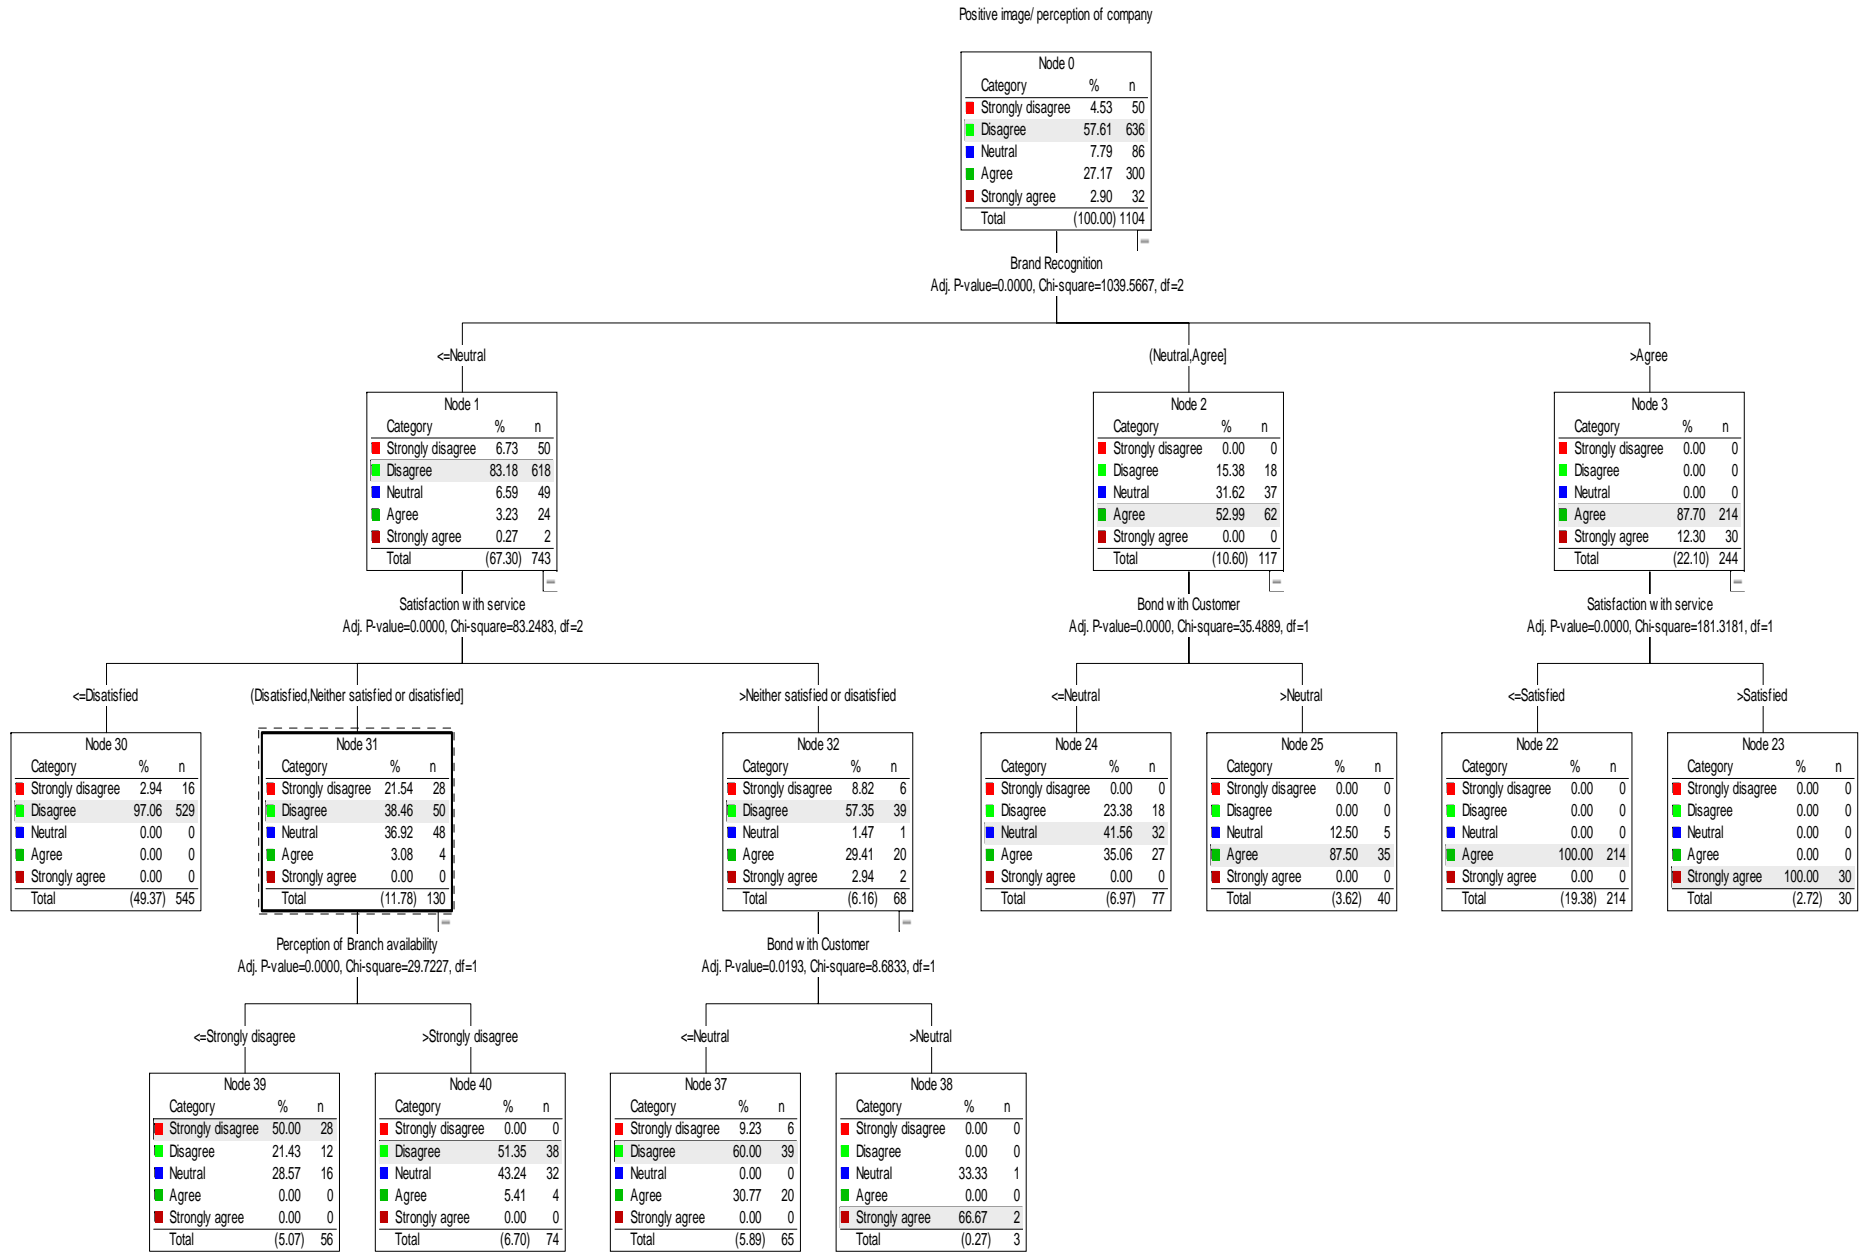 Positive image/ perception of company
Node 0
Category % n
Strongly disagree 4.53 50
Disagree 57.61 636
Neutral 7.79 86
Agree 27.17 300
Strongly agree 2.90 32
Total (100.00) 1104
Brand Recognition
Adj. P-value=0.0000, Chi-square=1039.5667, df=2
<=Neutral
(Neutral,Agree]
>Agree
Node 1
Category % n
Strongly disagree 6.73 50
Disagree 83.18 618
Neutral 6.59 49
Agree 3.23 24
Strongly agree 0.27 2
Total (67.30) 743
Node 2
Category % n
Strongly disagree 0.00 0
Disagree 15.38 18
Neutral 31.62 37
Agree 52.99 62
Strongly agree 0.00 0
Total (10.60) 117
Node 3
Category % n
Strongly disagree 0.00 0
Disagree 0.00 0
Neutral 0.00 0
Agree 87.70 214
Strongly agree 12.30 30
Total (22.10) 244
Satisfaction with service
Adj. P-value=0.0000, Chi-square=83.2483, df=2
Bond with Customer
Adj. P-value=0.0000, Chi-square=35.4889, df=1
Satisfaction with service
Adj. P-value=0.0000, Chi-square=181.3181, df=1
<=Disatisfied
(Disatisfied,Neither satisfied or disatisfied]
>Neither satisfied or disatisfied
<=Neutral
>Neutral
<=Satisfied
>Satisfied
Node 30
Category % n
Strongly disagree 2.94 16
Disagree 97.06 529
Neutral 0.00 0
Agree 0.00 0
Strongly agree 0.00 0
Total (49.37) 545
Node 31
Category % n
Strongly disagree 21.54 28
Disagree 38.46 50
Neutral 36.92 48
Agree 3.08 4
Strongly agree 0.00 0
Total (11.78) 130
Node 32
Category % n
Strongly disagree 8.82 6
Disagree 57.35 39
Neutral 1.47 1
Agree 29.41 20
Strongly agree 2.94 2
Total (6.16) 68
Node 24
Category % n
Strongly disagree 0.00 0
Disagree 23.38 18
Neutral 41.56 32
Agree 35.06 27
Strongly agree 0.00 0
Total (6.97) 77
Node 25
Category % n
Strongly disagree 0.00 0
Disagree 0.00 0
Neutral 12.50 5
Agree 87.50 35
Strongly agree 0.00 0
Total (3.62) 40
Node 22
Category % n
Strongly disagree 0.00 0
Disagree 0.00 0
Neutral 0.00 0
Agree 100.00 214
Strongly agree 0.00 0
Total (19.38) 214
Node 23
Category % n
Strongly disagree 0.00 0
Disagree 0.00 0
Neutral 0.00 0
Agree 0.00 0
Strongly agree 100.00 30
Total (2.72) 30
Perception of Branch availability
Adj. P-value=0.0000, Chi-square=29.7227, df=1
Bond with Customer
Adj. P-value=0.0193, Chi-square=8.6833, df=1
<=Strongly disagree
>Strongly disagree
<=Neutral
>Neutral
Node 39
Category % n
Strongly disagree 50.00 28
Disagree 21.43 12
Neutral 28.57 16
Agree 0.00 0
Strongly agree 0.00 0
Total (5.07) 56
Node 40
Category % n
Strongly disagree 0.00 0
Disagree 51.35 38
Neutral 43.24 32
Agree 5.41 4
Strongly agree 0.00 0
Total (6.70) 74
Node 37
Category % n
Strongly disagree 9.23 6
Disagree 60.00 39
Neutral 0.00 0
Agree 30.77 20
Strongly agree 0.00 0
Total (5.89) 65
Node 38
Category % n
Strongly disagree 0.00 0
Disagree 0.00 0
Neutral 33.33 1
Agree 0.00 0
Strongly agree 66.67 2
Total (0.27) 3